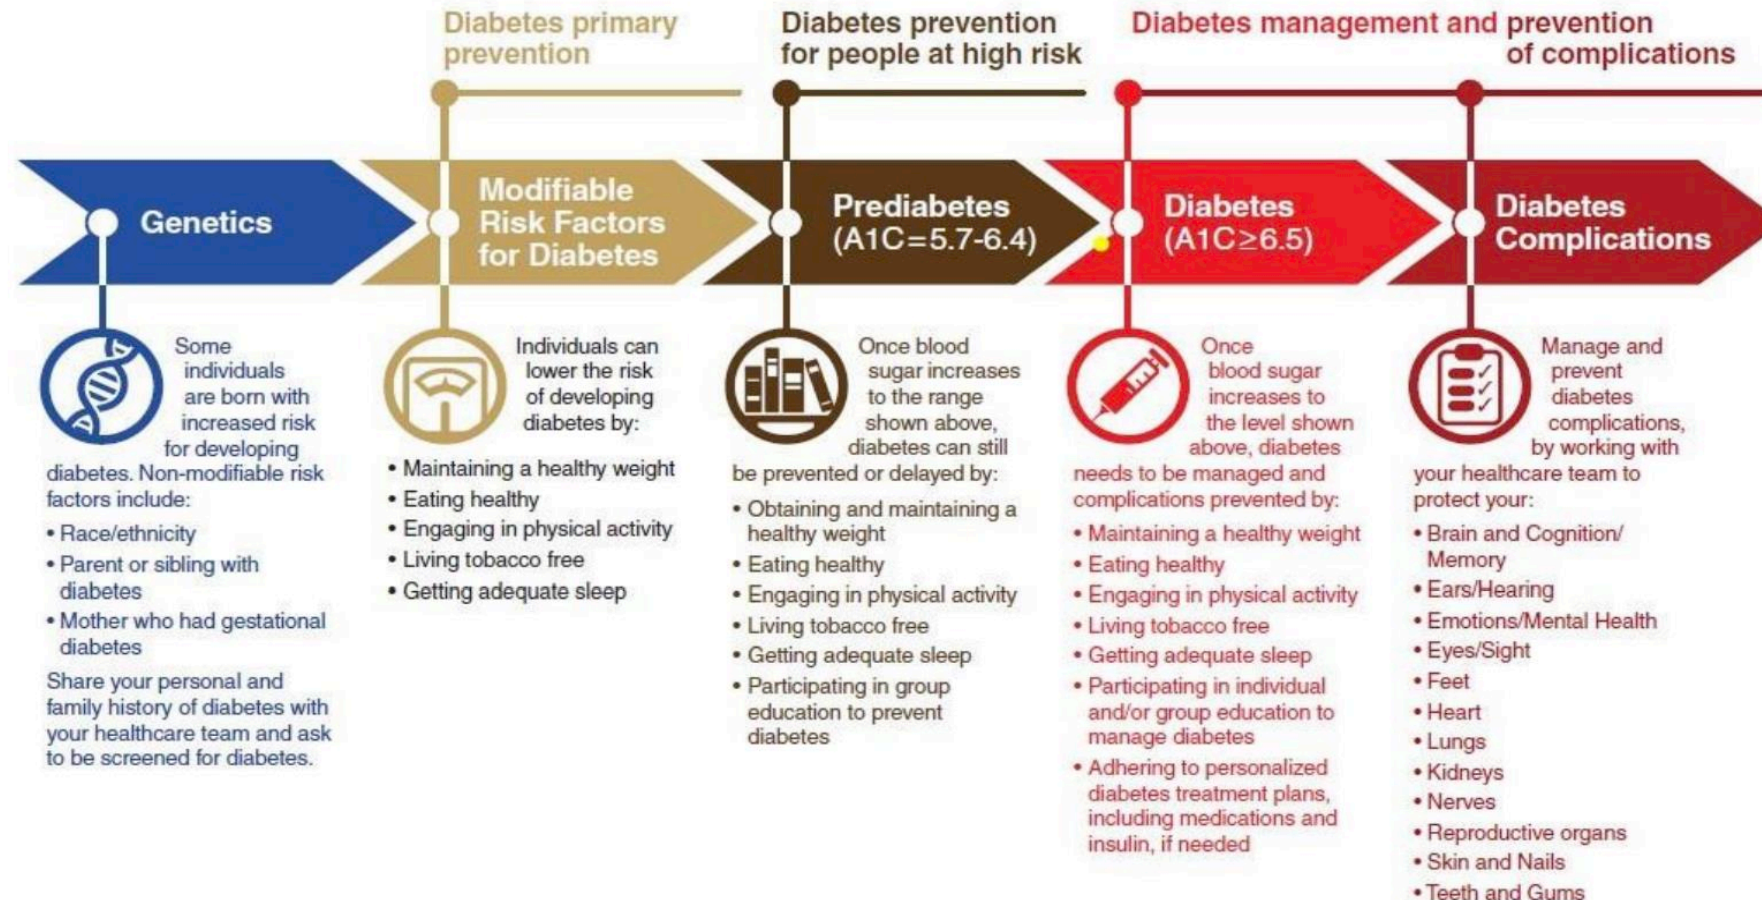 Diabetes primary
prevention
Diabetes prevention
for people at high risk
Diabetes management and prevention
of complications
Genetics
Modifiable
Risk Factors
for Diabetes
Prediabetes
(A1C=5.7-6.4)
Diabetes
(A1C≥6.5)
Diabetes
Complications
Some
individuals
are born with
increased risk
for developing
diabetes. Non-modifiable risk
factors include:
• Race/ethnicity
• Parent or sibling with
diabetes
• Mother who had gestational
diabetes
Share your personal and
family history of diabetes with
your healthcare team and ask
to be screened for diabetes.
Individuals can
lower the risk
of developing
diabetes by:
• Maintaining a healthy weight
• Eating healthy
• Engaging in physical activity
• Living tobacco free
• Getting adequate sleep
Once blood
sugar increases
to the range
shown above,
diabetes can still
be prevented or delayed by:
• Obtaining and maintaining a
healthy weight
• Eating healthy
• Engaging in physical activity
• Living tobacco free
• Getting adequate sleep
• Participating in group
education to prevent
diabetes
Once
blood sugar
increases to
the level shown
above, diabetes
needs to be managed and
complications prevented by:
• Maintaining a healthy weight
• Eating healthy
• Engaging in physical activity
• Living tobacco free
• Getting adequate sleep
• Participating in individual
and/or group education to
manage diabetes
• Adhering to personalized
diabetes treatment plans,
including medications and
insulin, if needed
Manage and
prevent
diabetes
complications,
by working with
your healthcare team to
protect your:
• Brain and Cognition/
Memory
• Ears/Hearing
• Emotions/Mental Health
• Eyes/Sight
• Feet
• Heart
• Lungs
• Kidneys
• Nerves
• Reproductive organs
• Skin and Nails
• Teeth and Gums